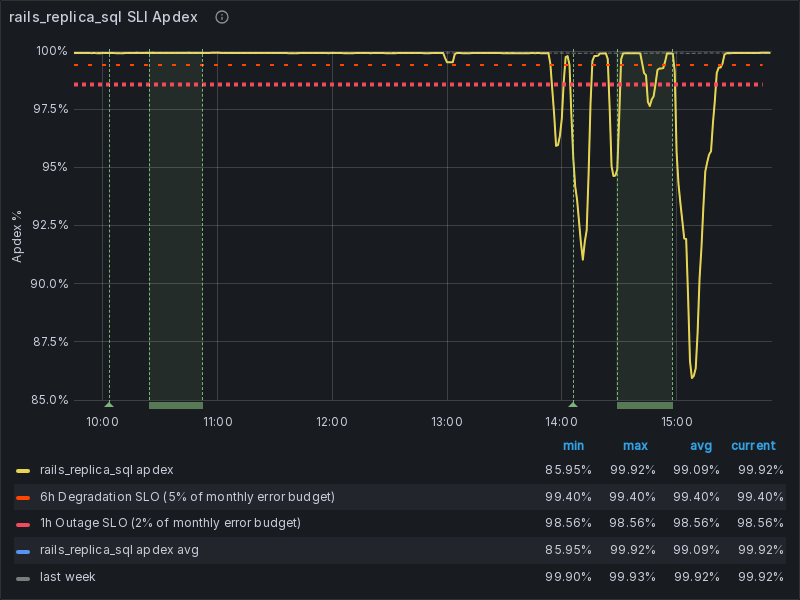 rails_replica_sql SLI Apdex
100%
97.5%
95%
92.5%
90.0%
87.5%
85.0%
Apdex %
10:00 11:00 12:00 13:00 14:00 15:00
min max avg current
rails_replica_sql apdex 85.95% 99.92% 99.09% 99.92%
6h Degradation SLO (5% of monthly error budget) 99.40% 99.40% 99.40% 99.40%
1h Outage SLO (2% of monthly error budget) 98.56% 98.56% 98.56% 98.56%
rails_replica_sql apdex avg 85.95% 99.92% 99.09% 99.92%
last week 99.90% 99.93% 99.92% 99.92%